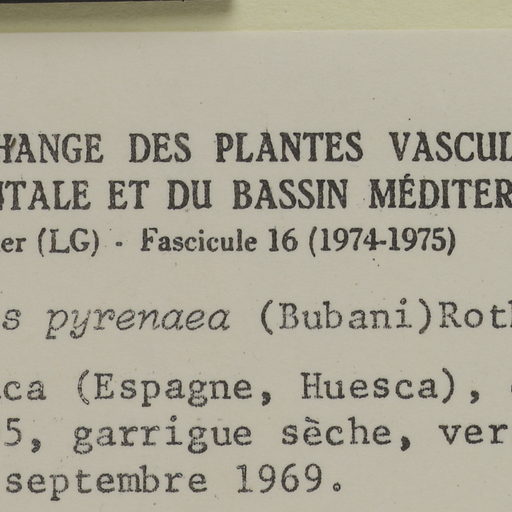 HANGE DES PLANTES VASCUL
NTALE ET DU BASSIN MÉDITER
er (LG) - Fascicule 16 (1974-1975)
s pyrenaea (Bubani)Rotl
ca (Espagne, Huesca),
5, garrigue sèche, ver
septembre 1969.